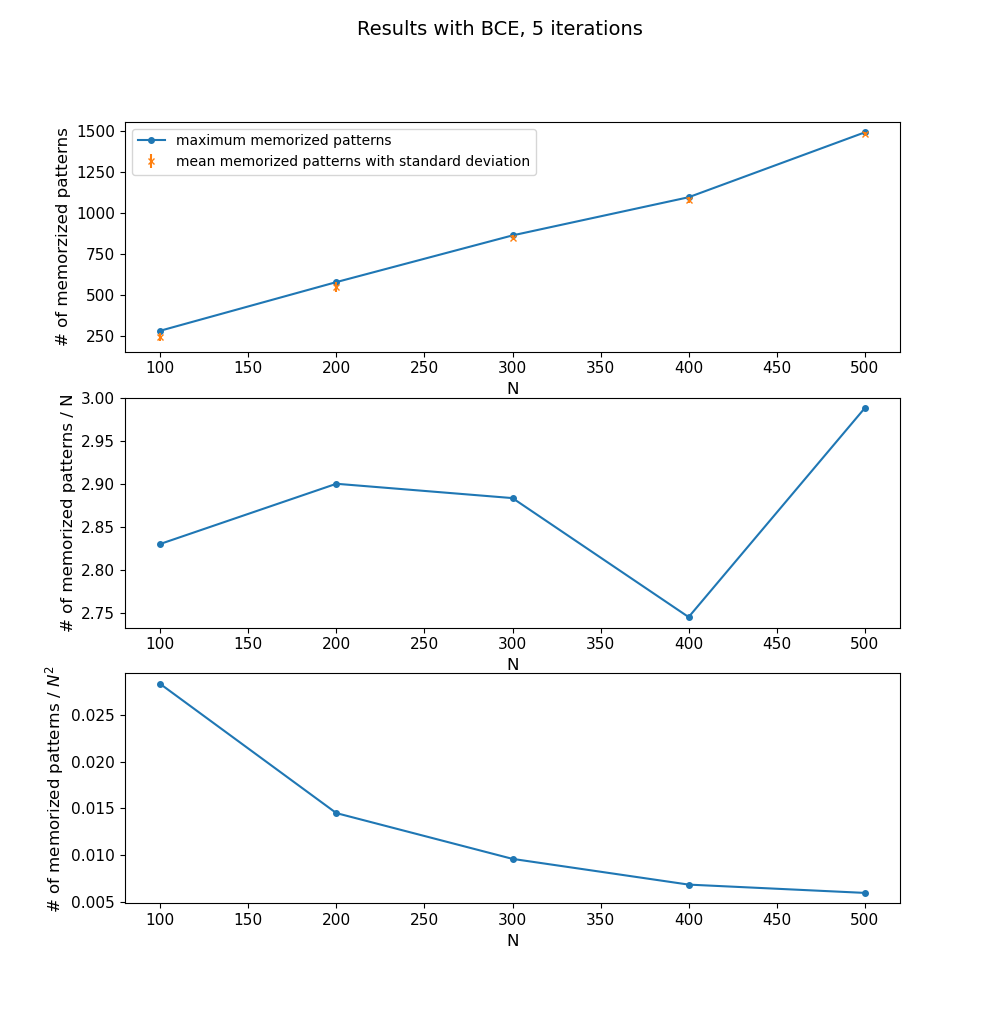 Results with BCE, 5 iterations
# of memorzized patterns
1500
1250
1000
750
500
250
maximum memorized patterns
mean memorized patterns with standard deviation
100 150 200 250 300 350 400 450 500
N
# of memorized patterns / N
3.00
2.95
2.90
2.85
2.80
2.75
100 150 200 250 300 350 400 450 500
N
# of memorized patterns / N²
0.025
0.020
0.015
0.010
0.005
100 150 200 250 300 350 400 450 500
N